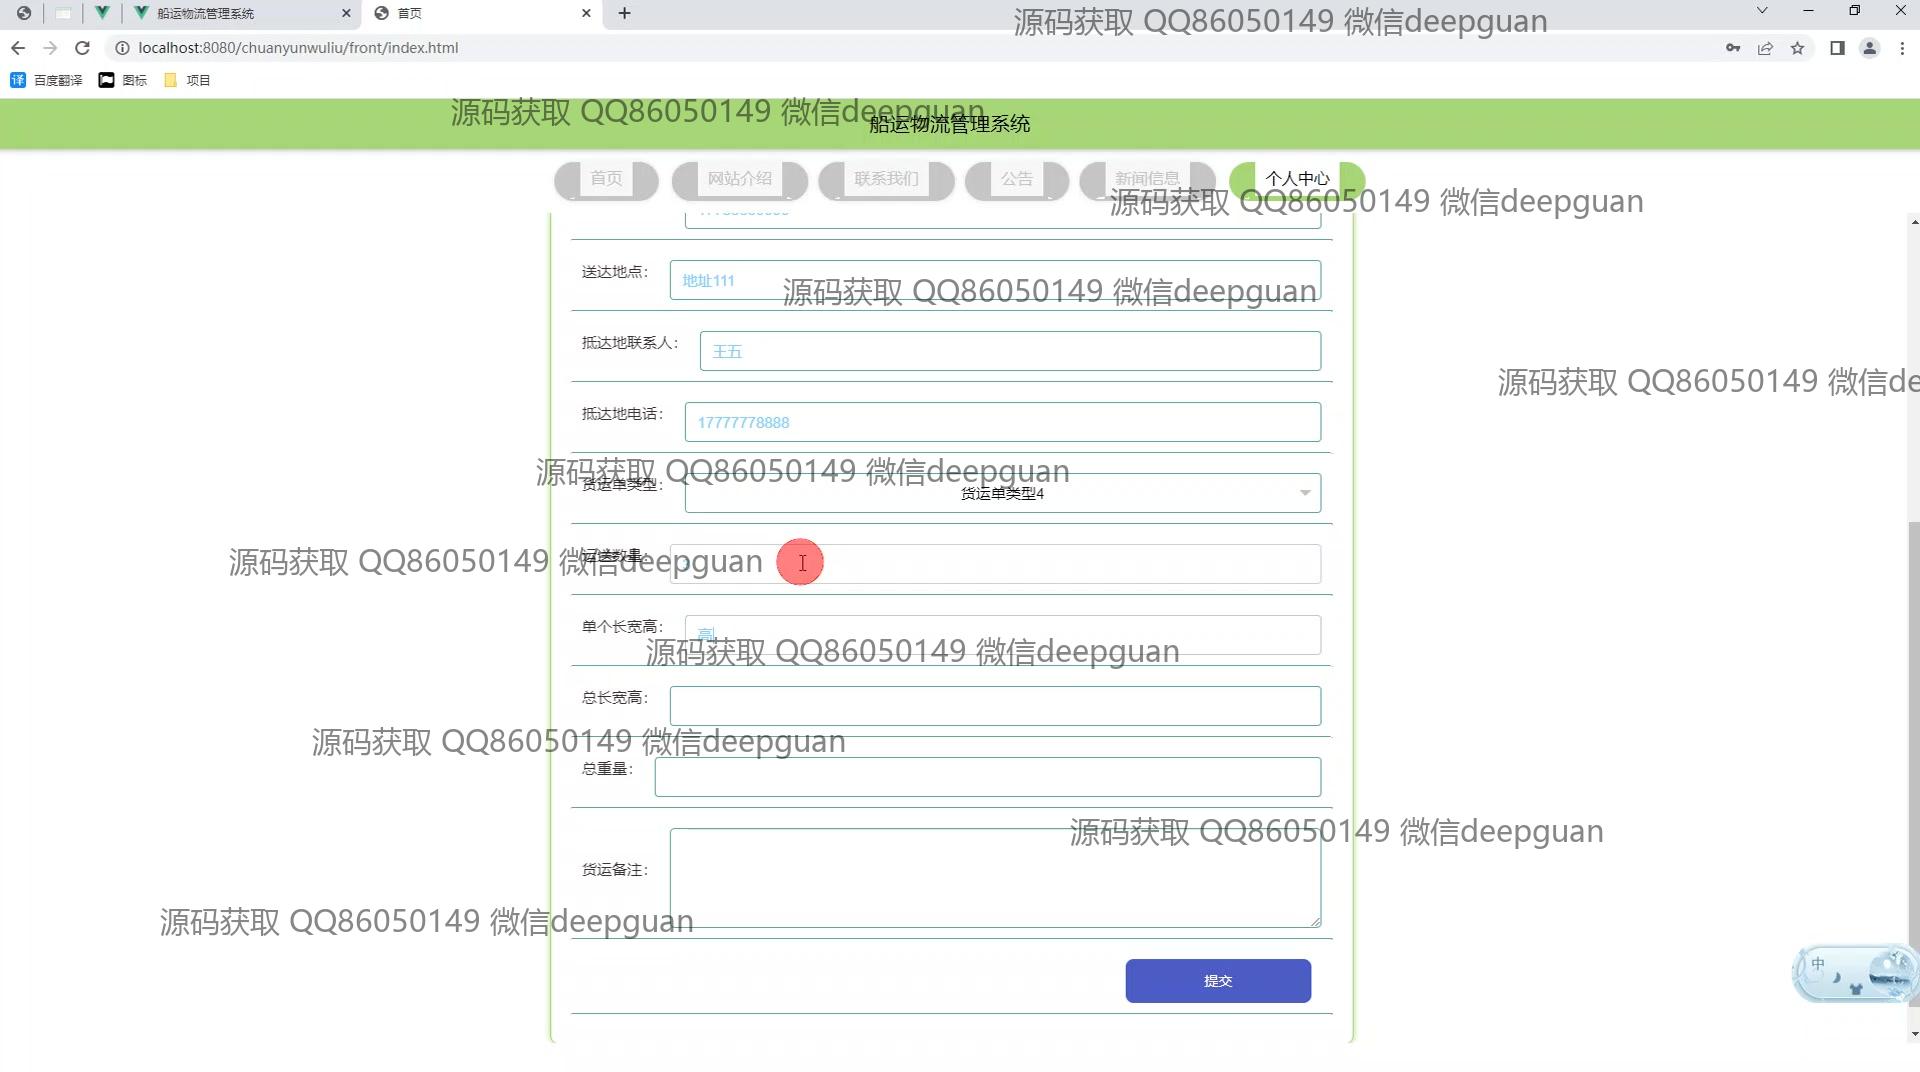 船运物流管理系统
首页
源码获取 QQ86050149 微信deepguan
localhost:8080/chuanyunwuliu/front/index.html
译 百度翻译 图标 项目
源码获取 QQ86050149 微信deepguan
船运物流管理系统
首页 网站介绍 联系我们 公告 新闻信息 个人中心
源码获取 QQ86050149 微信deepguan
送达地点: 地址111
源码获取 QQ86050149 微信deepguan
抵达地联系人: 王五
源码获取 QQ86050149 微信de
抵达地电话: 17777778888
源码获取 QQ86050149 微信deepguan
货运单类型: 货运单类型4
运送数量:
源码获取 QQ86050149 微信deepguan
单个长宽高: 高
源码获取 QQ86050149 微信deepguan
总长宽高:
源码获取 QQ86050149 微信deepguan
总重量:
源码获取 QQ86050149 微信deepguan
货运备注:
源码获取 QQ86050149 微信deepguan
提交
中